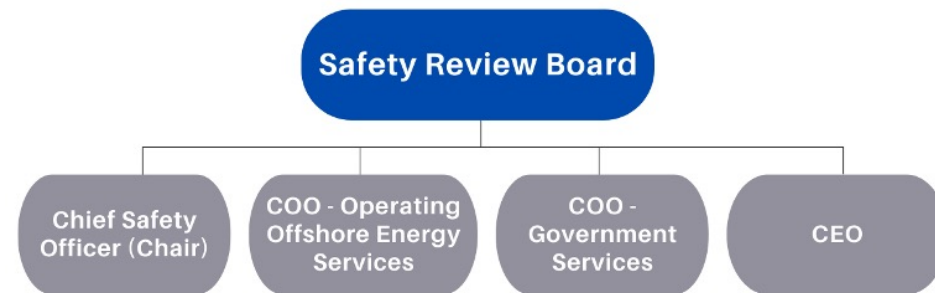 Safety Review Board
Chief Safety
Officer (Chair)
COO - Operating
Offshore Energy
Services
COO -
Government
Services
CEO